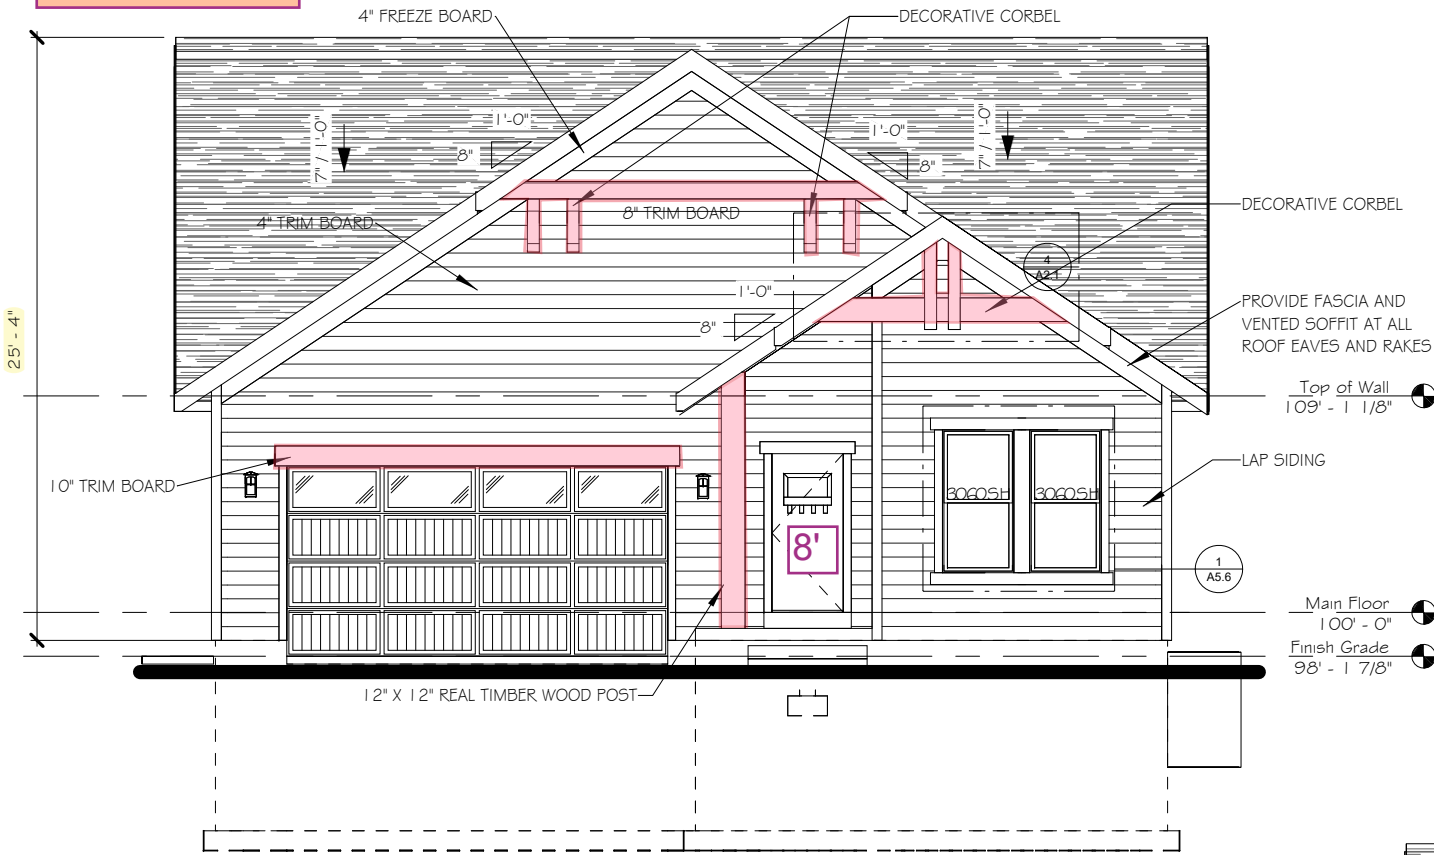 4" FREEZE BOARD
DECORATIVE CORBEL
1'-0"
8"
7" / 1'-0"
1'-0"
8"
7" / 1'-0"
4" TRIM BOARD
8" TRIM BOARD
DECORATIVE CORBEL
4
A2.1
1'-0"
8"
25' - 4"
PROVIDE FASCIA AND
VENTED SOFFIT AT ALL
ROOF EAVES AND RAKES
Top of Wall
109' - 1 1/8"
LAP SIDING
10" TRIM BOARD
3060SH
3060SH
8'
1
A5.6
Main Floor
100' - 0"
Finish Grade
98' - 1 7/8"
12" X 12" REAL TIMBER WOOD POST